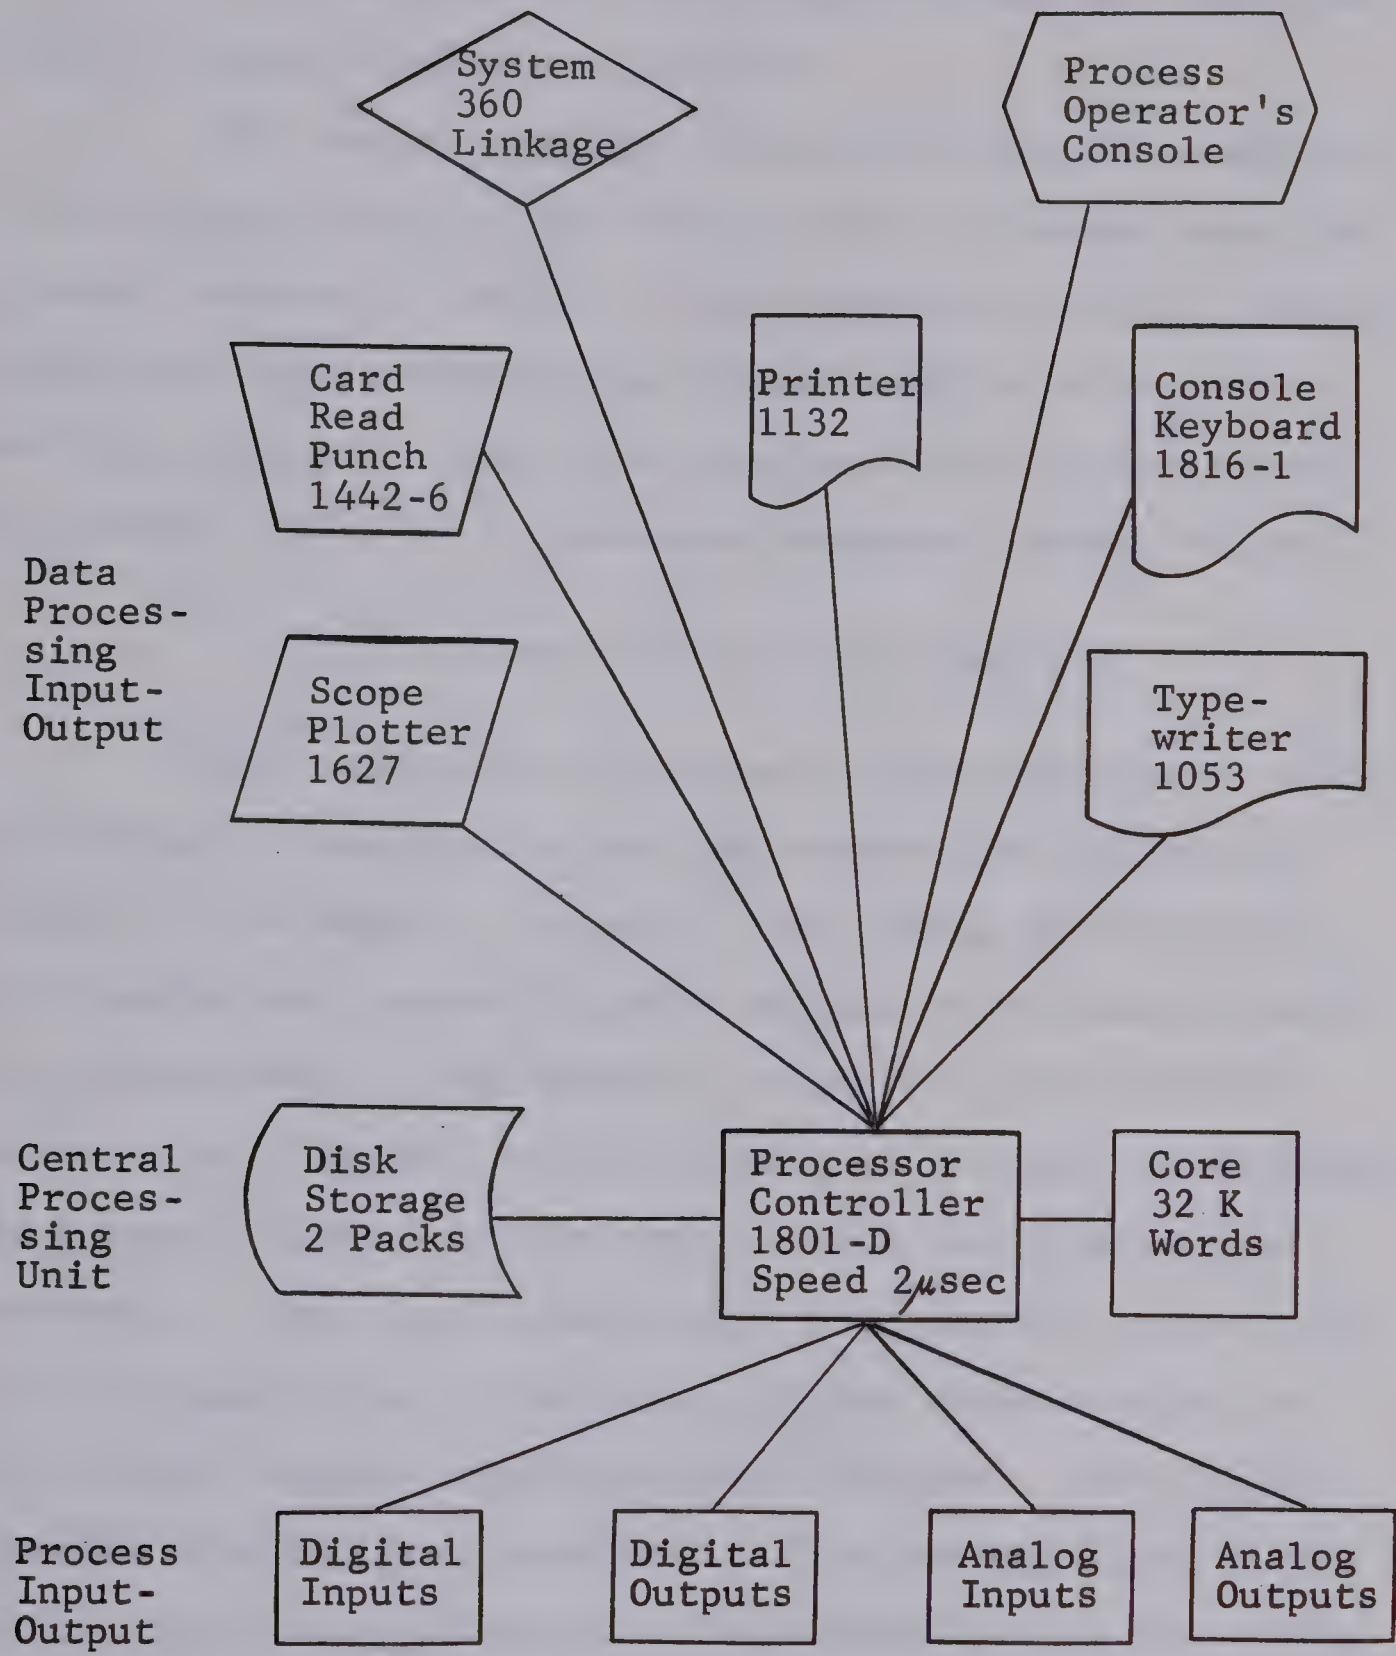 System
360
Linkage
Process
Operator's
Console
Card
Read
Punch
1442-6
Printer
1132
Console
Keyboard
1816-1
Data
Proces-
sing
Input-
Output
Scope
Plotter
1627
Type-
writer
1053
Central
Proces-
sing
Unit
Disk
Storage
2 Packs
Processor
Controller
1801-D
Speed 2μsec
Core
32 K
Words
Process
Input-
Output
Digital
Inputs
Digital
Outputs
Analog
Inputs
Analog
Outputs